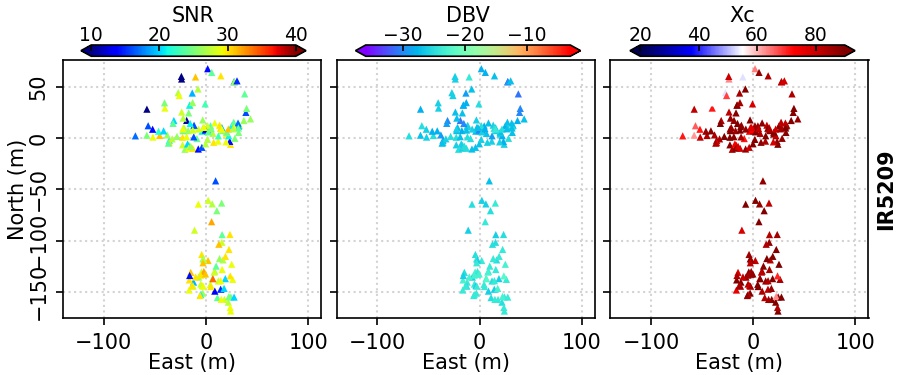 SNR
DBV
Xc
10 20 30 40
−30 −20 −10
20 40 60 80
50
0
−50
−100
−150
North (m)
IR5209
−100 0 100
−100 0 100
−100 0 100
East (m)
East (m)
East (m)